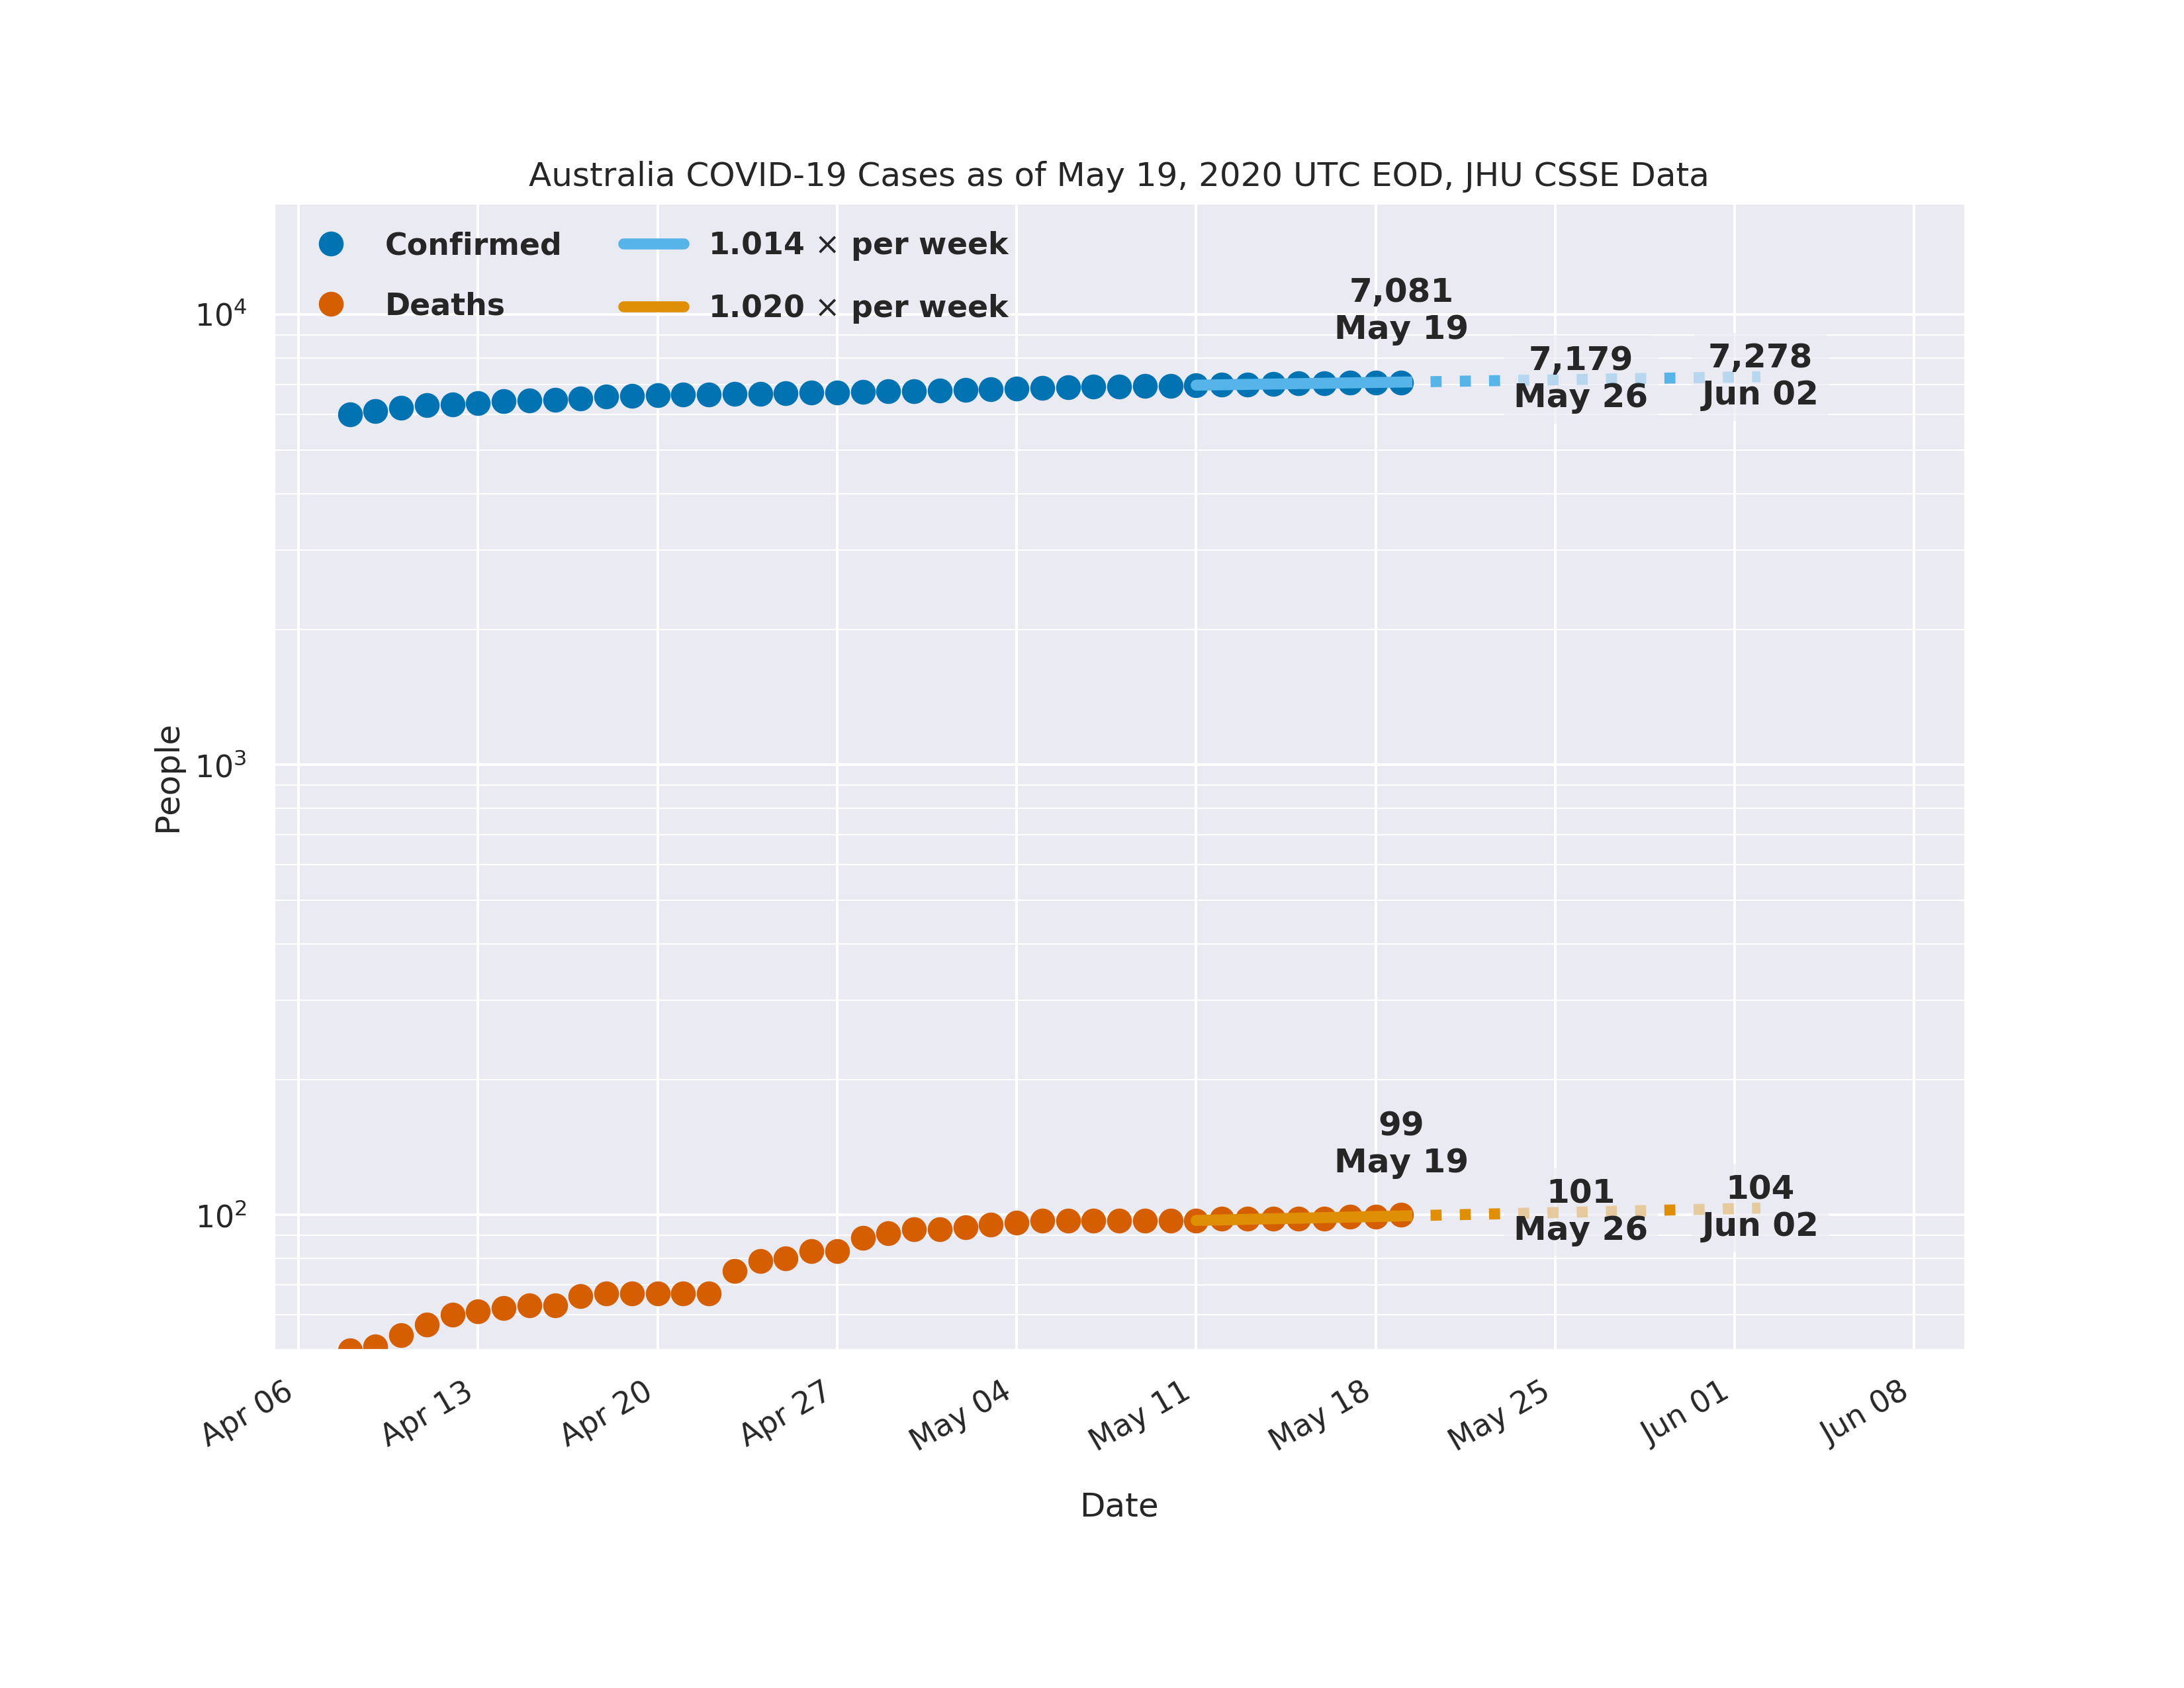 Australia COVID-19 Cases as of May 19, 2020 UTC EOD, JHU CSSE Data
Confirmed
Deaths
1.014 × per week
1.020 × per week
7,081
May 19
7,179
May 26
7,278
Jun 02
99
May 19
101
May 26
104
Jun 02
People
10⁴
10³
10²
Apr 06
Apr 13
Apr 20
Apr 27
May 04
May 11
May 18
May 25
Jun 01
Jun 08
Date